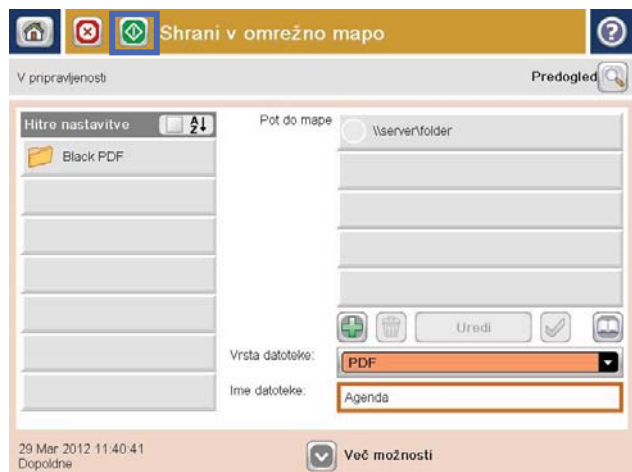 Shrani v omrežno mapo
V pripravljenosti
Predogled
Hitre nastavitve
Black PDF
Pot do mape
\\server\folder
Uredi
Vrsta datoteke:
PDF
Ime datoteke:
Agenda
29 Mar 2012 11:40:41
Dopoldne
Več možnosti